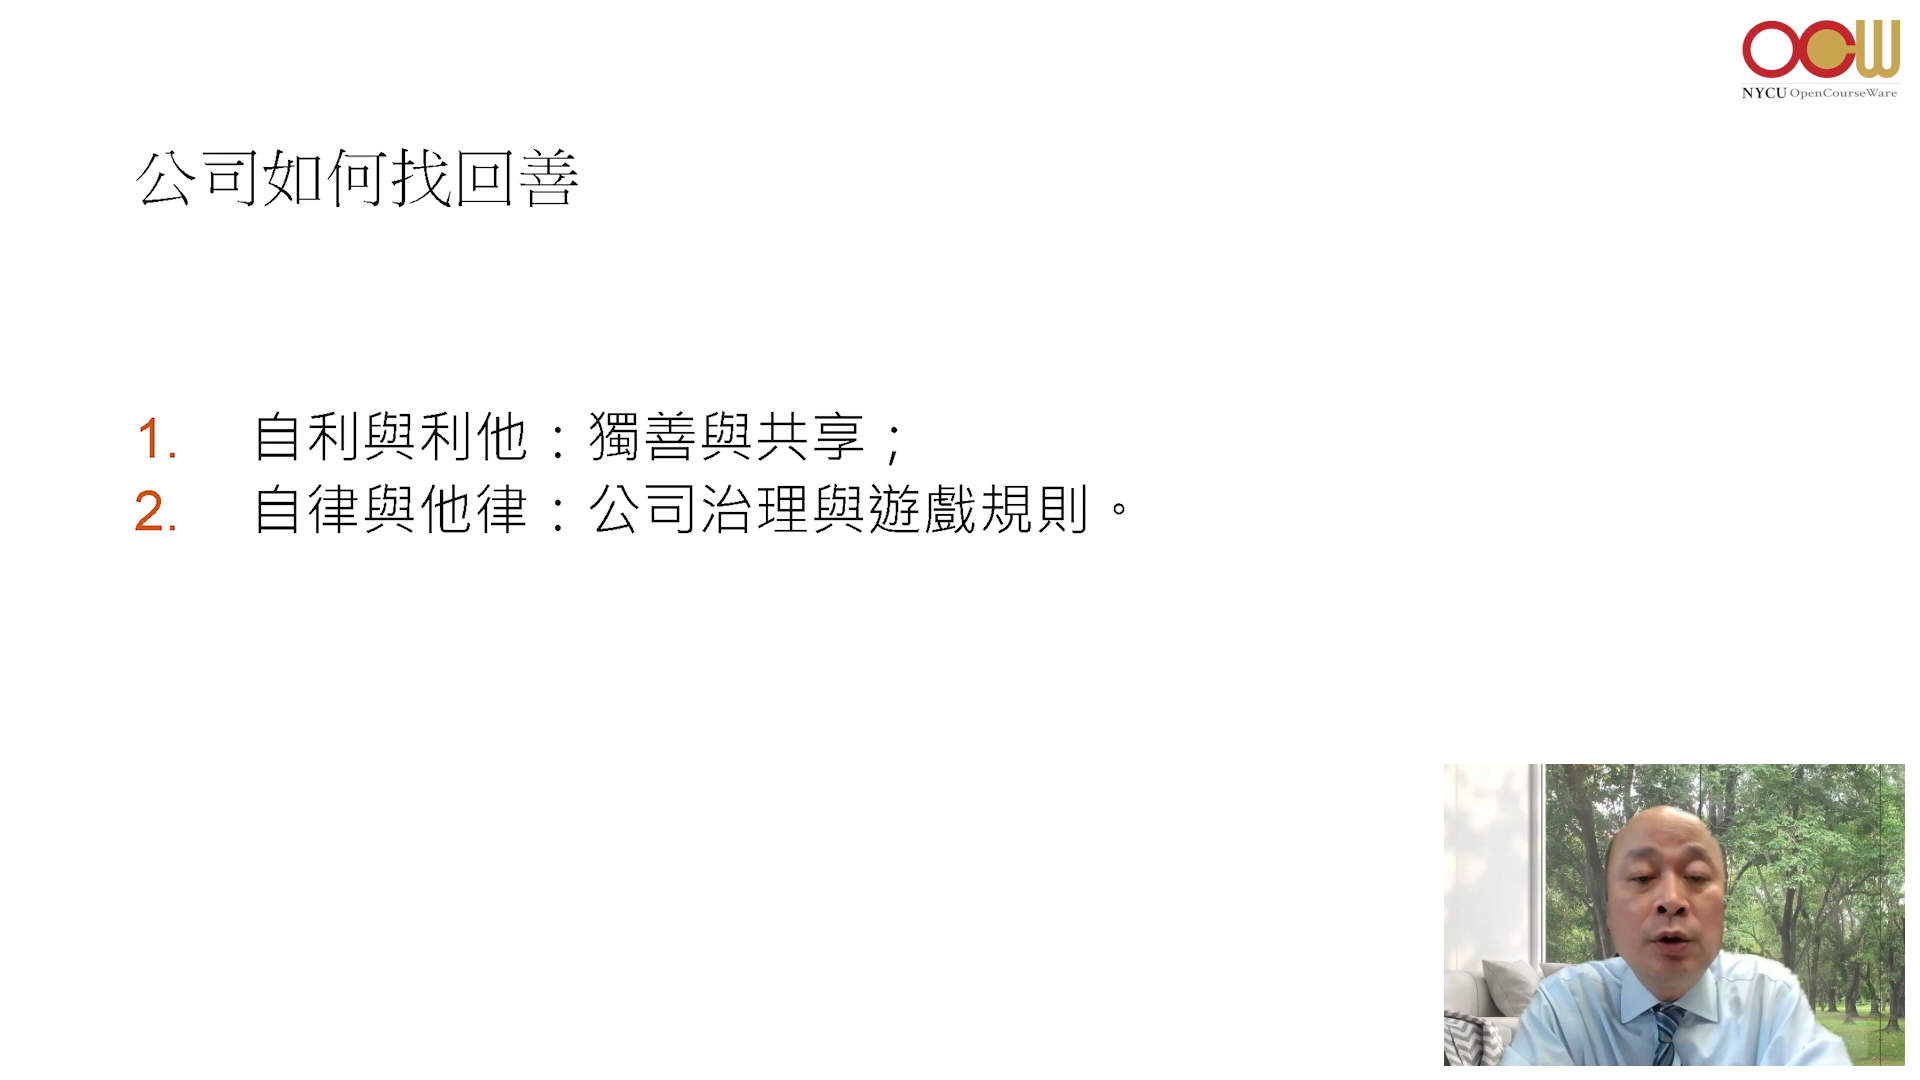 OCW
NYCU OpenCourseWare
公司如何找回善
1. 自利與利他：獨善與共享；
2. 自律與他律：公司治理與遊戲規則。